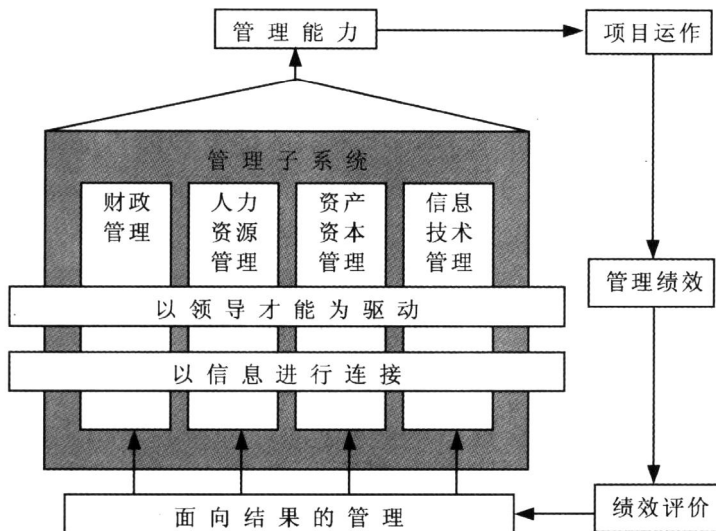 管理能力
项目运作
管理子系统
财政
管理
人力
资源
管理
资产
资本
管理
信息
技术
管理
以领导才能为驱动
管理绩效
以信息进行连接
面向结果的管理
绩效评价